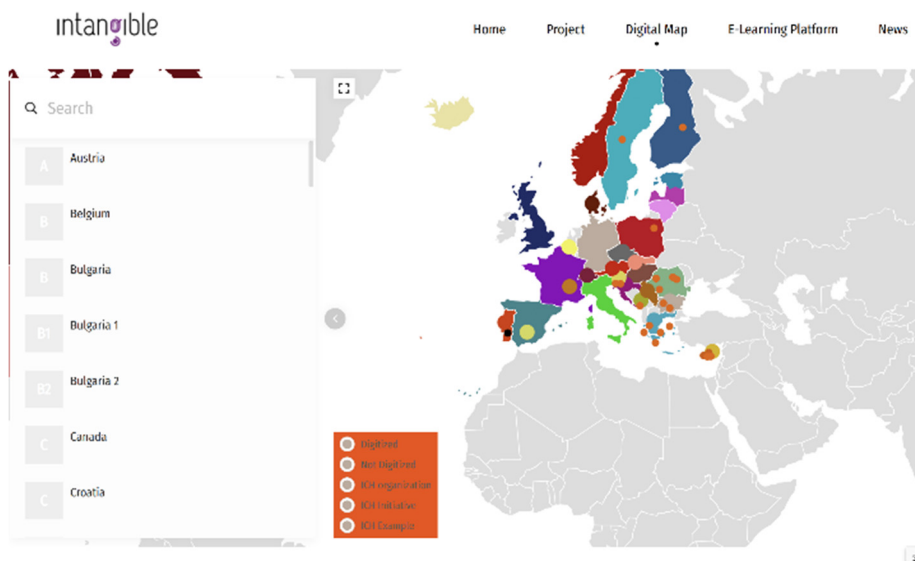 intangible
Home Project Digital Map E-Learning Platform News
Search
A Austria
B Belgium
B Bulgaria
B1 Bulgaria 1
B2 Bulgaria 2
C Canada
C Croatia
Digitized
Not Digitized
ICH organization
ICH Initiative
ICH Example